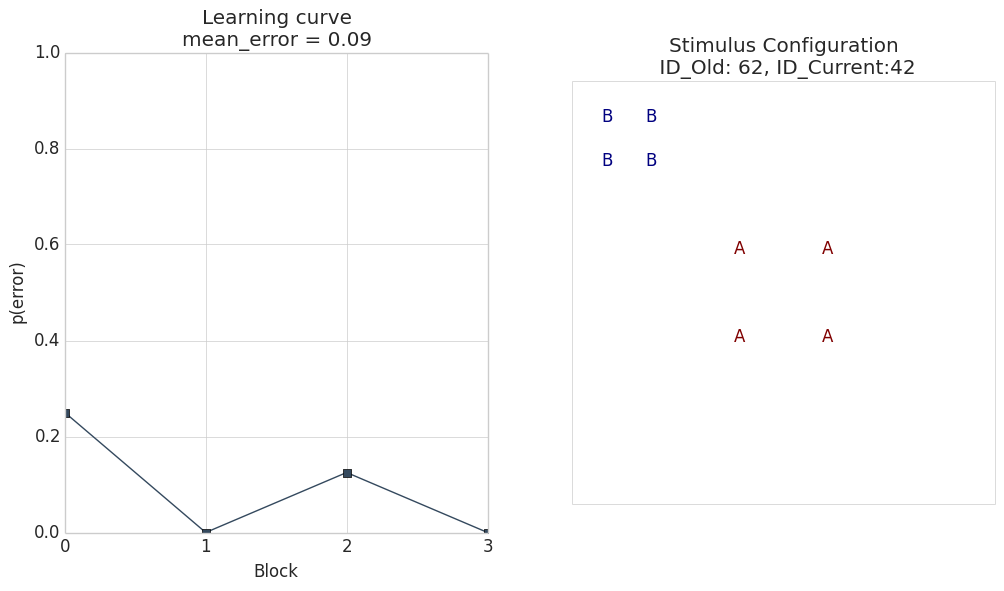 Learning curve
mean_error = 0.09
1.0
0.8
0.6
0.4
0.2
0.0
p(error)
0 1 2 3
Block
Stimulus Configuration
ID_Old: 62, ID_Current:42
B B
B B
A A
A A